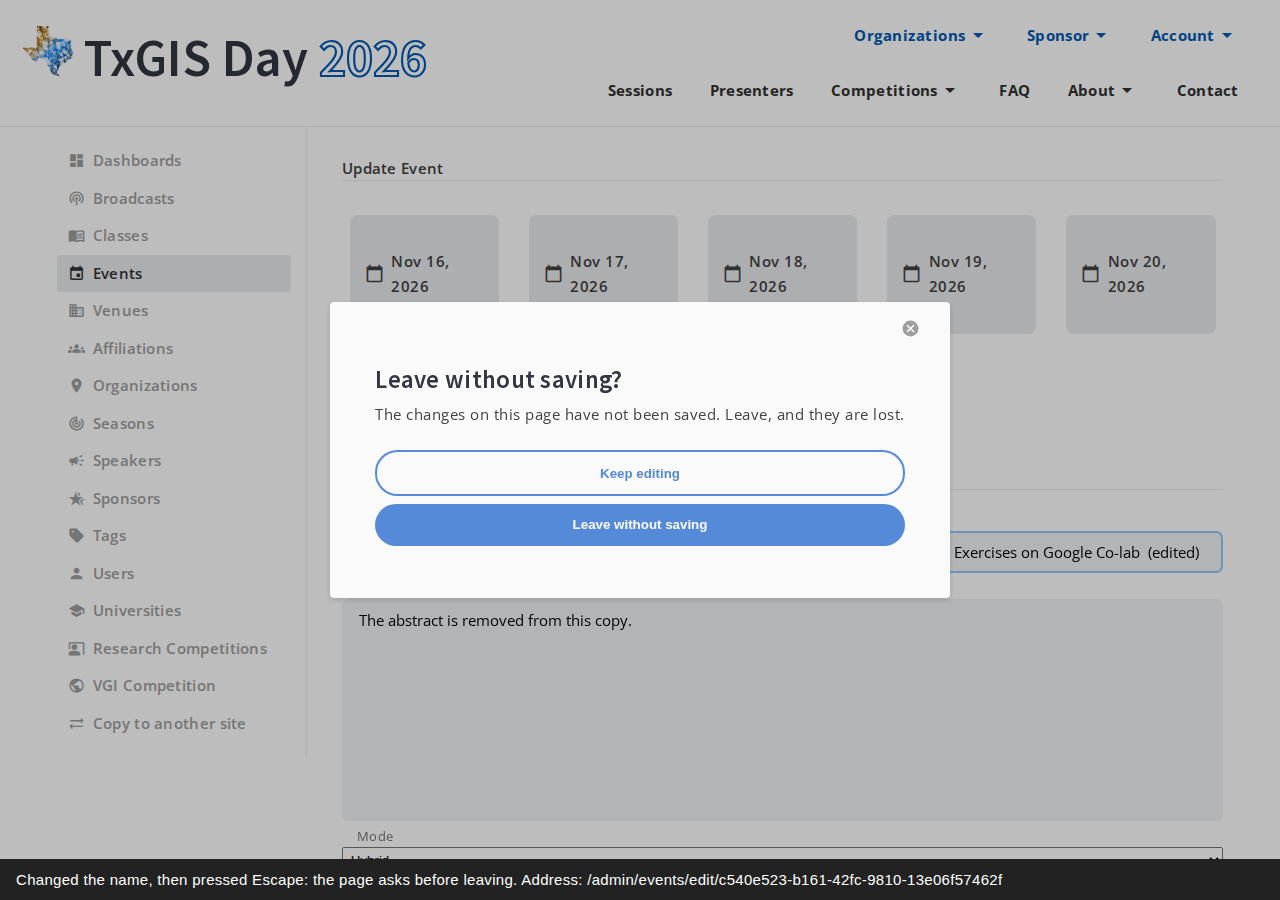 TxGIS Day 2026
Organizations
Sponsor
Account
Sessions
Presenters
Competitions
FAQ
About
Contact
Dashboards
Broadcasts
Classes
Events
Venues
Affiliations
Organizations
Seasons
Speakers
Sponsors
Tags
Users
Universities
Research Competitions
VGI Competition
Copy to another site
Update Event
Nov 16,
2026
Nov 17,
2026
Nov 18,
2026
Nov 19,
2026
Nov 20,
2026
Leave without saving?
The changes on this page have not been saved. Leave, and they are lost.
Keep editing
Leave without saving
Exercises on Google Co-lab (edited)
The abstract is removed from this copy.
Mode
Hybrid
Changed the name, then pressed Escape: the page asks before leaving. Address: /admin/events/edit/c540e523-b161-42fc-9810-13e06f57462f